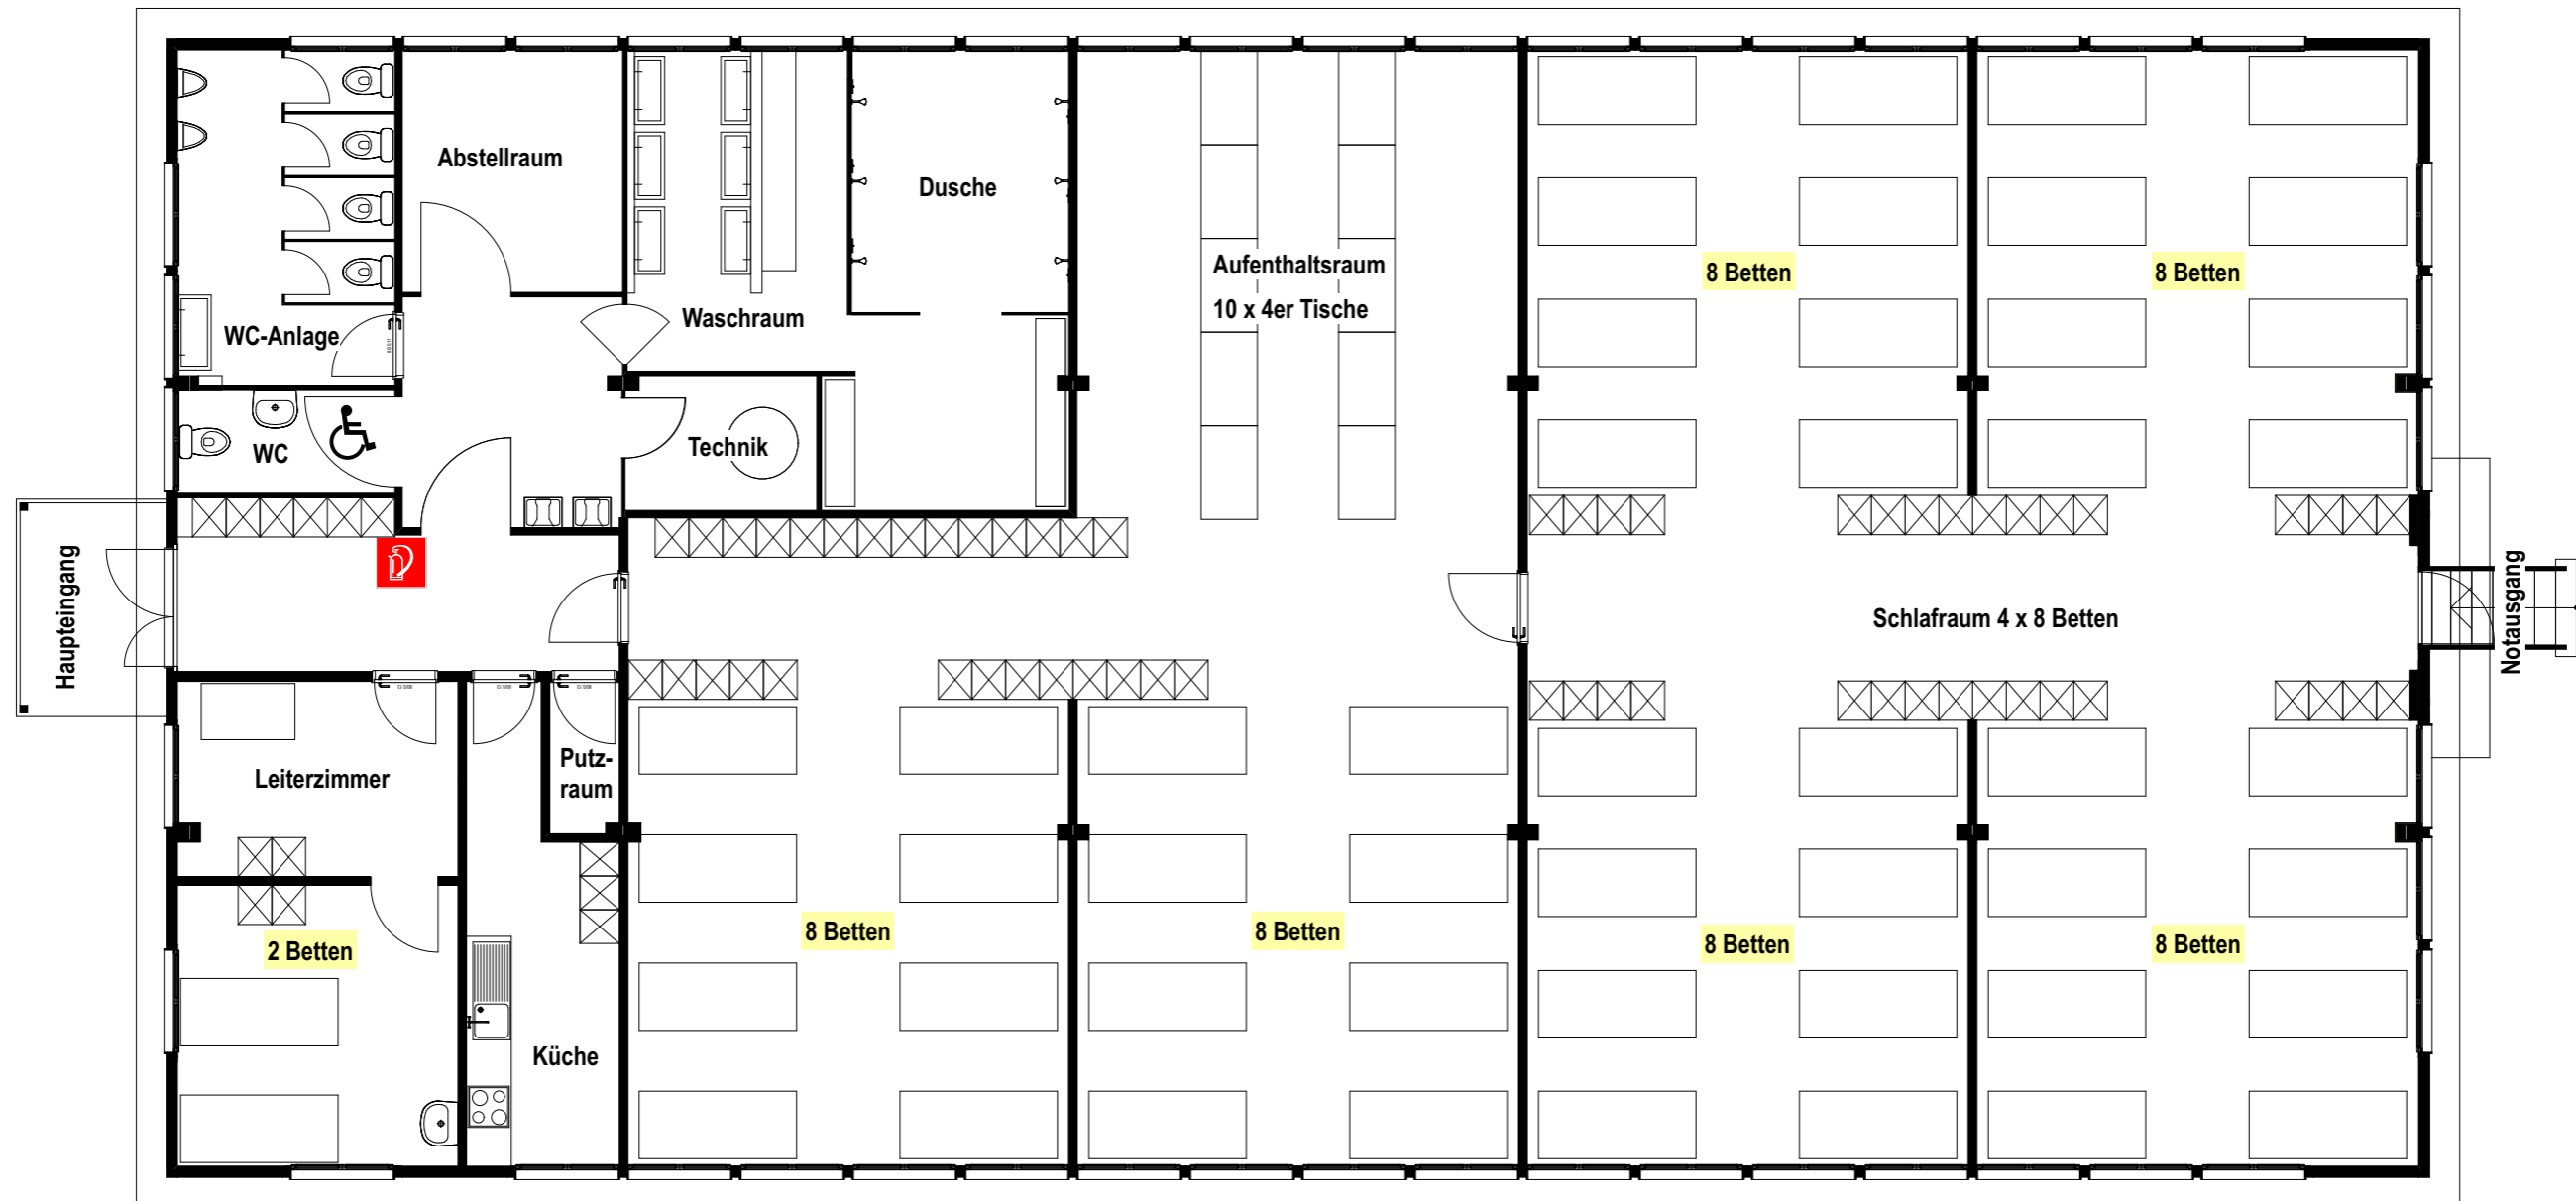 Abstellraum
Dusche
Aufenthaltsraum
10 x 4er Tische
8 Betten
8 Betten
WC-Anlage
Waschraum
WC
Technik
Haupteingang
Schlafraum 4 x 8 Betten
Notausgang
Leiterzimmer
Putz-
raum
2 Betten
8 Betten
8 Betten
8 Betten
8 Betten
Küche